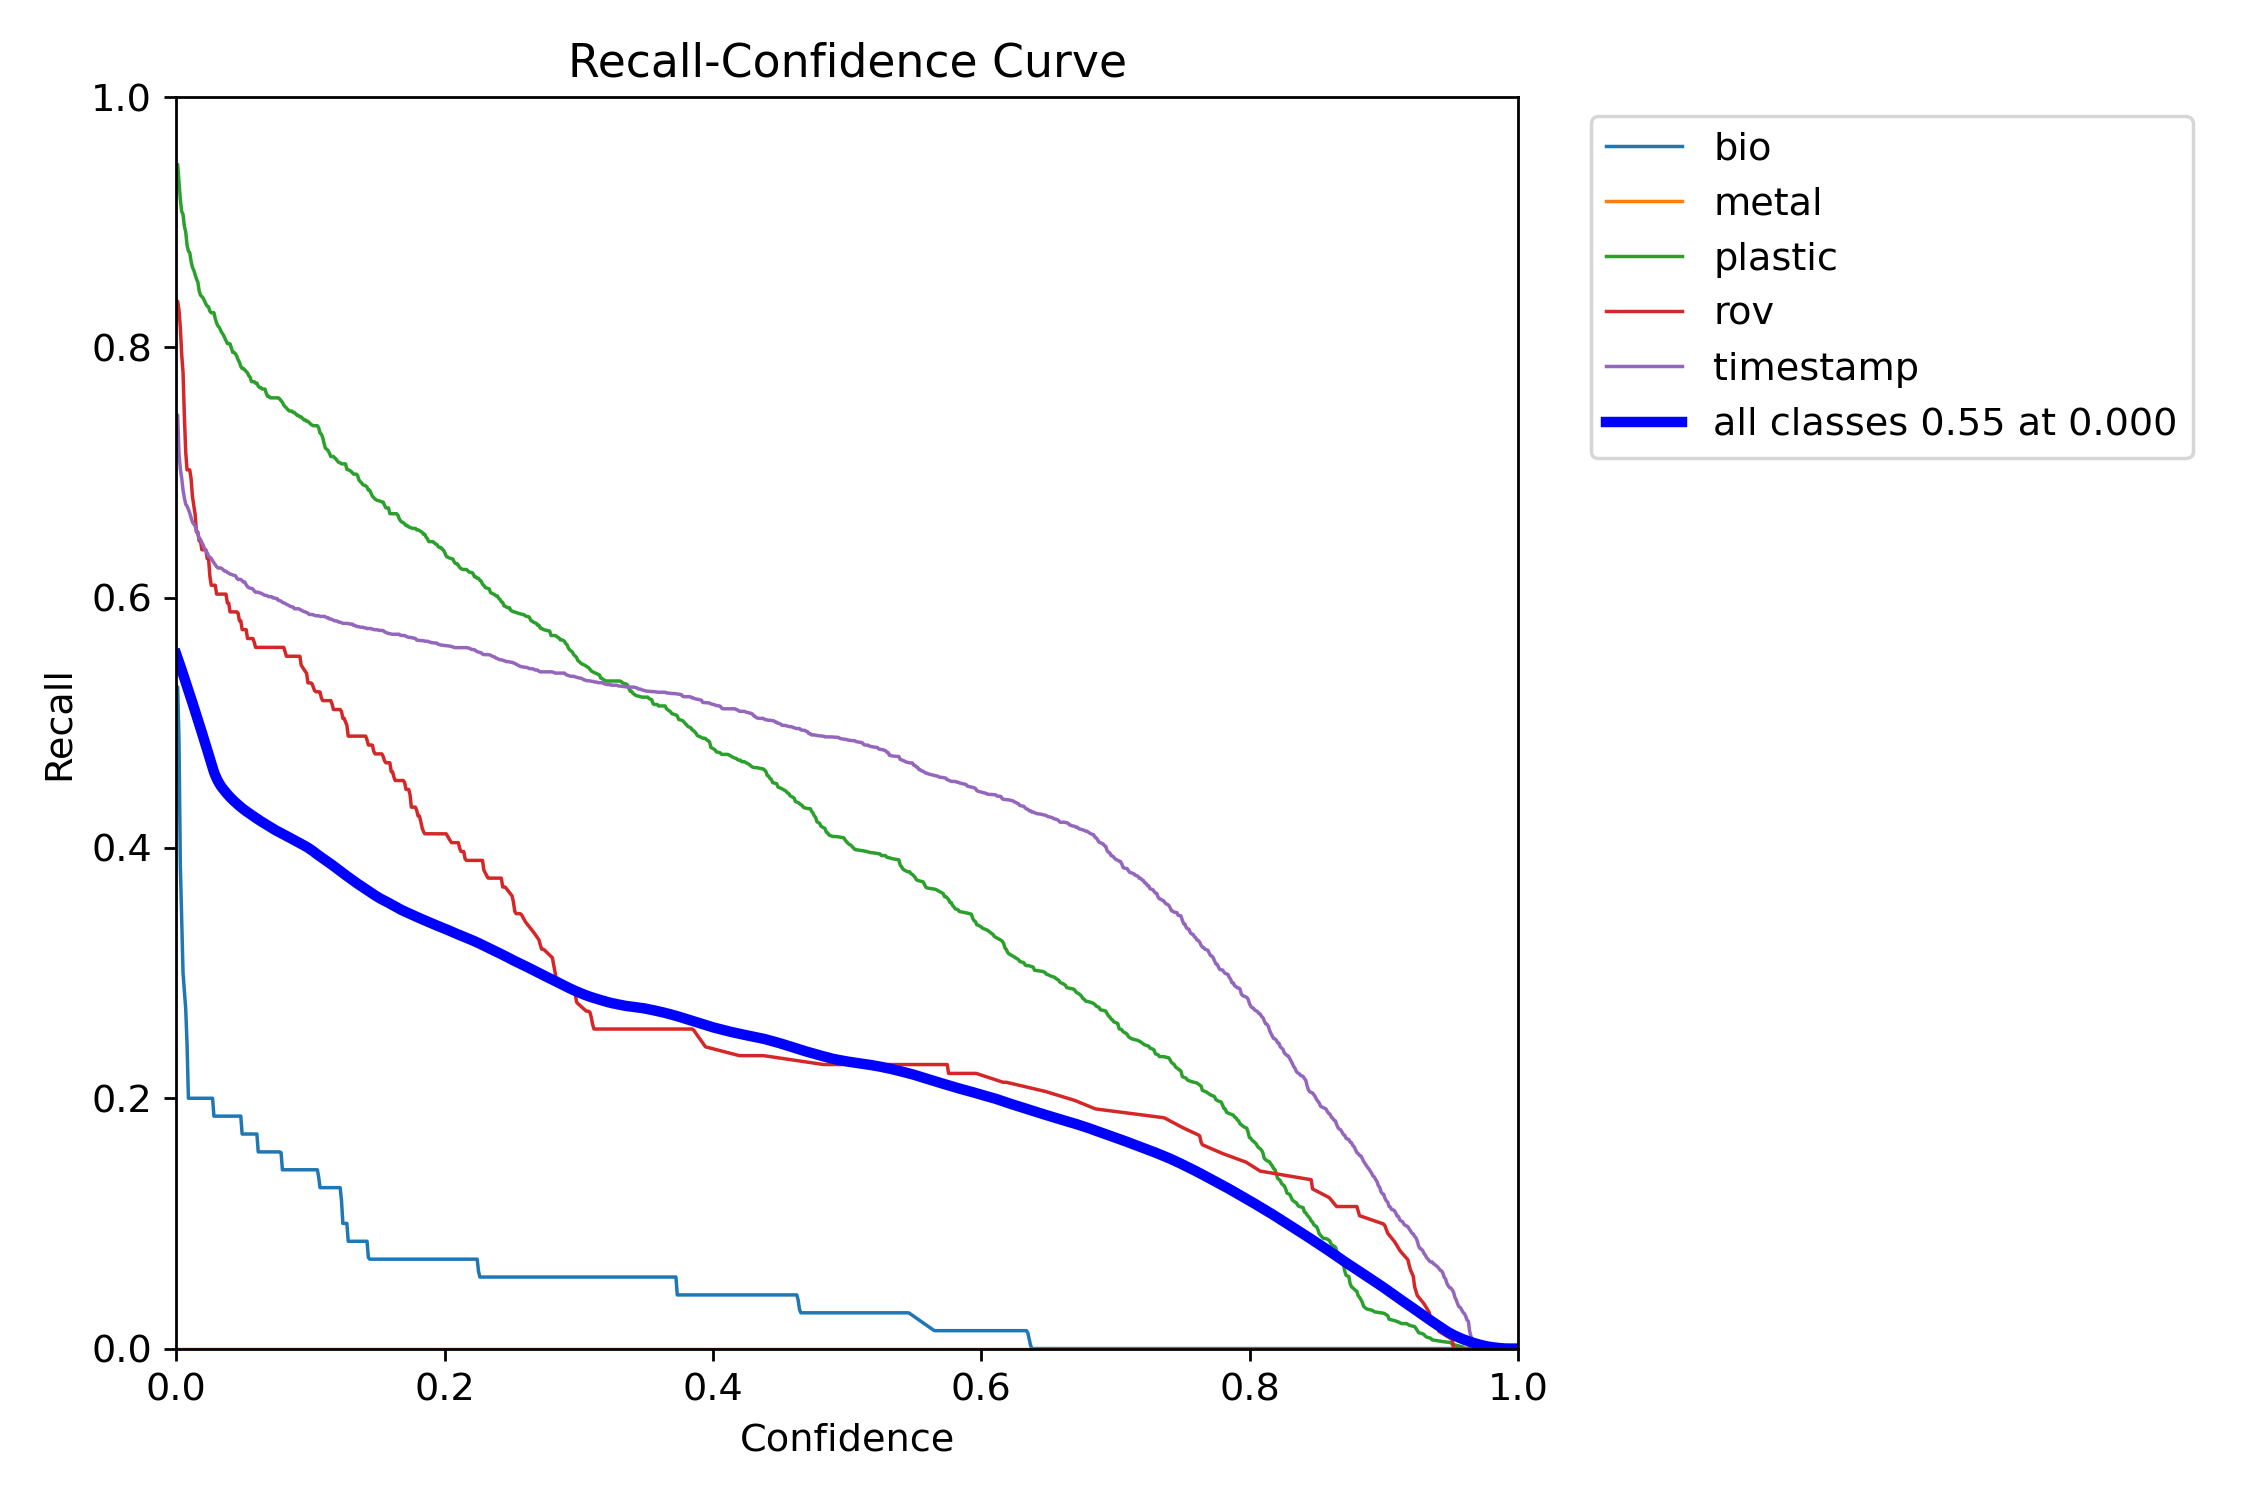 Recall-Confidence Curve
1.0
0.8
0.6
0.4
0.2
0.0
Recall
0.0 0.2 0.4 0.6 0.8 1.0
Confidence
bio
metal
plastic
rov
timestamp
all classes 0.55 at 0.000